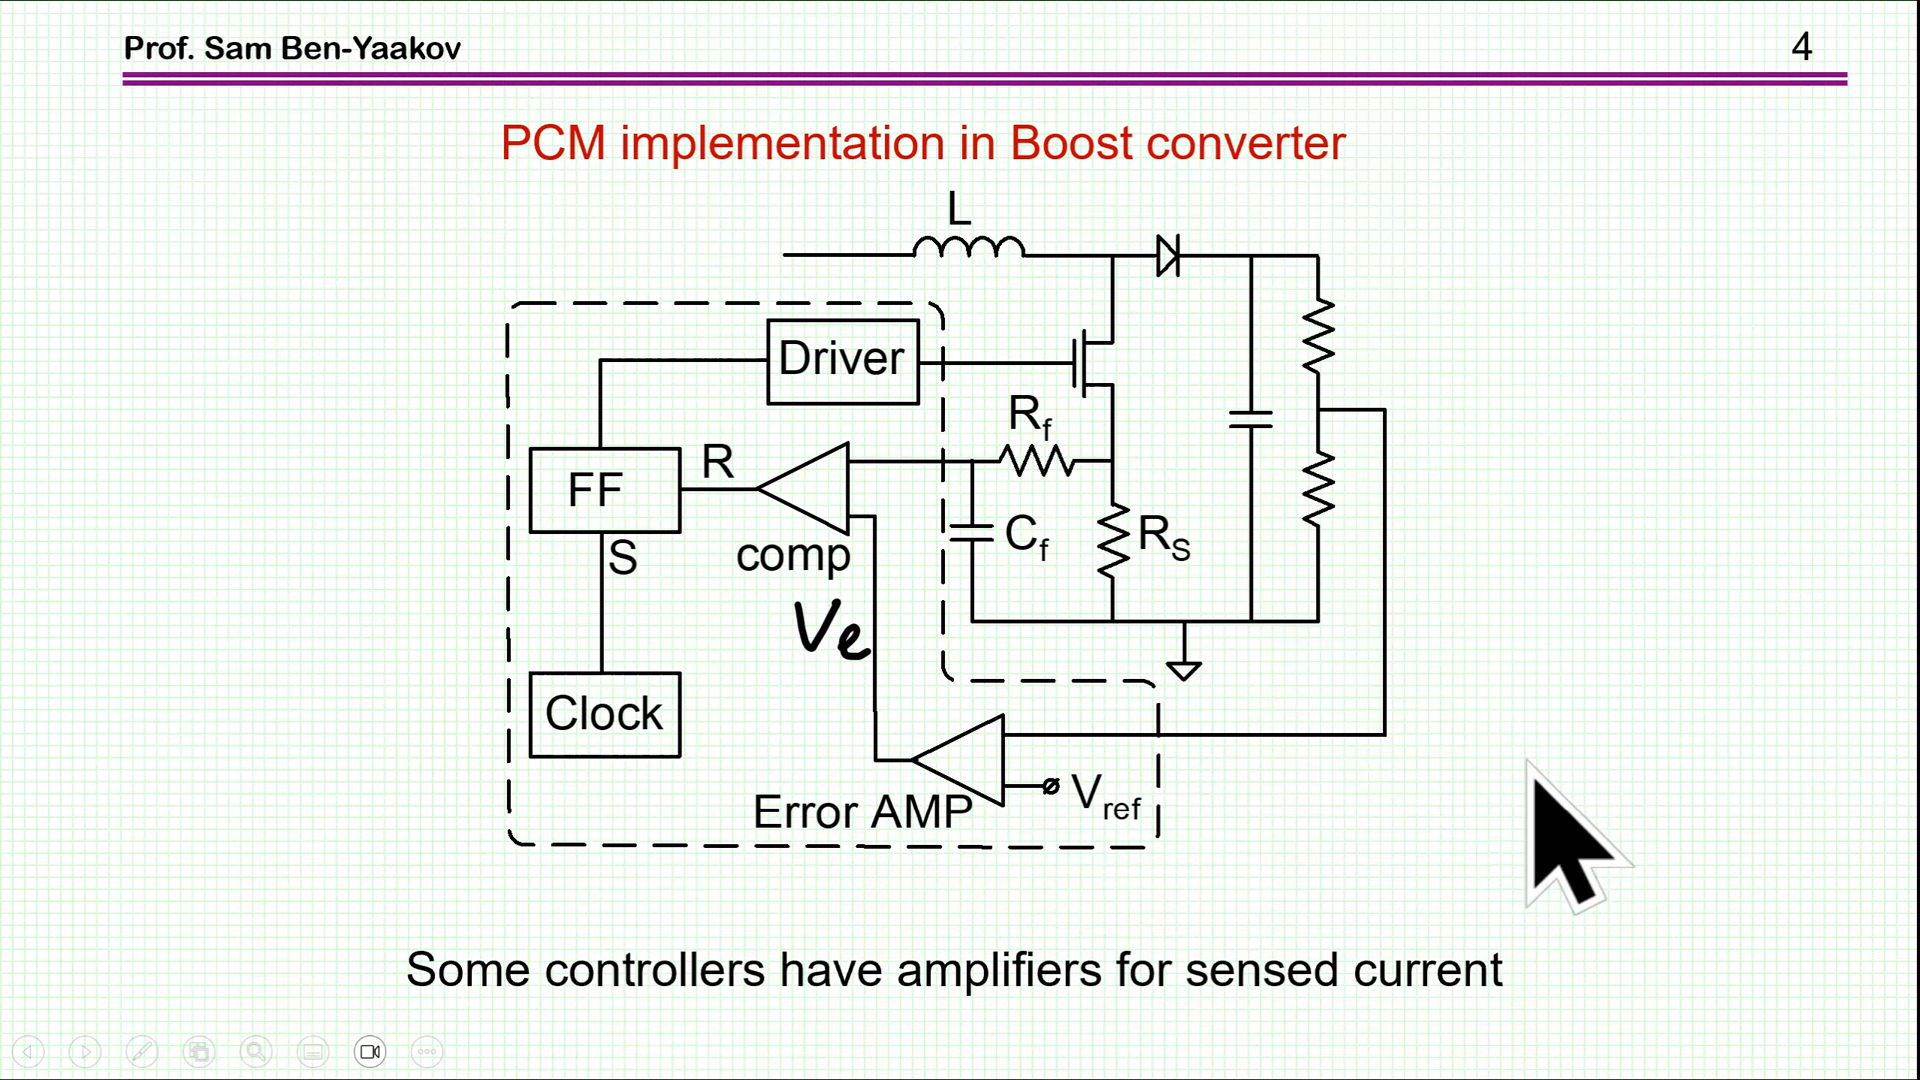 Prof. Sam Ben-Yaakov
4
PCM implementation in Boost converter
L
Driver
Rf
FF
R
comp
S
Cf
RS
Ve
Clock
Error AMP
Vref
Some controllers have amplifiers for sensed current